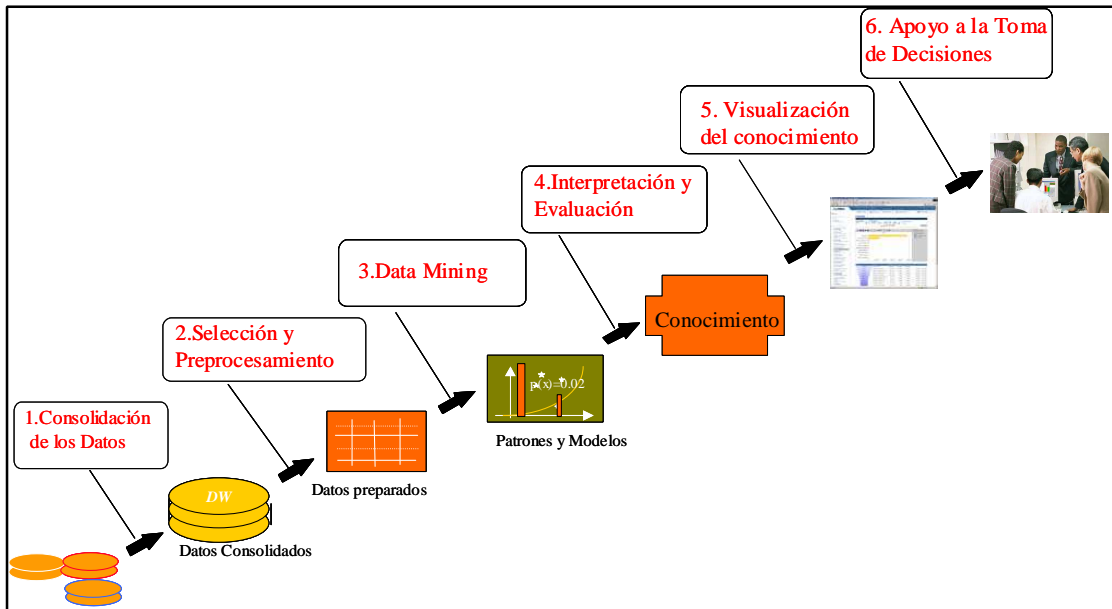 6. Apoyo a la Toma
de Decisiones
5. Visualización
del conocimiento
4.Interpretación y
Evaluación
3.Data Mining
2.Selección y
Preprocesamiento
1.Consolidación
de los Datos
Conocimiento
p(x)=0.02
Patrones y Modelos
Datos preparados
DW
Datos Consolidados